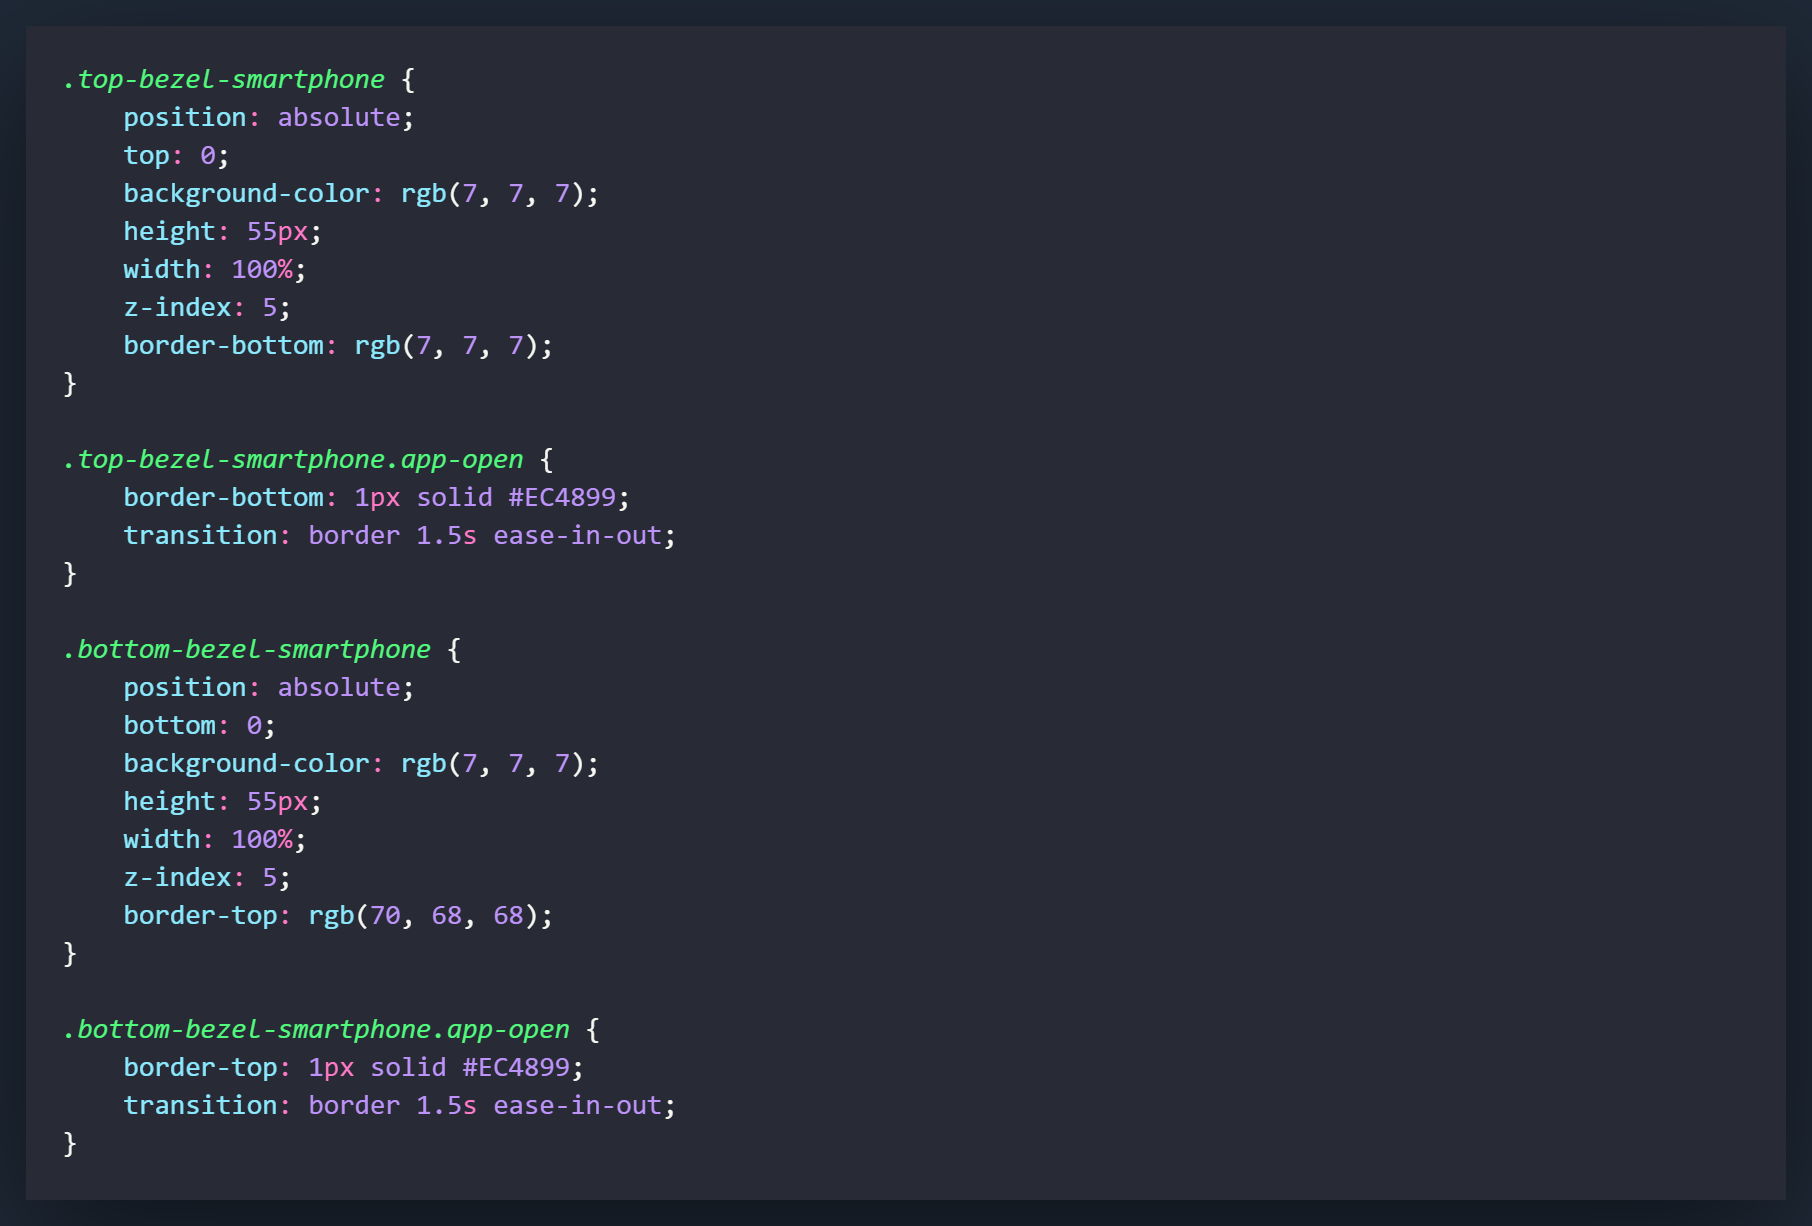 .top-bezel-smartphone {
    position: absolute;
    top: 0;
    background-color: rgb(7, 7, 7);
    height: 55px;
    width: 100%;
    z-index: 5;
    border-bottom: rgb(7, 7, 7);
}

.top-bezel-smartphone.app-open {
    border-bottom: 1px solid #EC4899;
    transition: border 1.5s ease-in-out;
}

.bottom-bezel-smartphone {
    position: absolute;
    bottom: 0;
    background-color: rgb(7, 7, 7);
    height: 55px;
    width: 100%;
    z-index: 5;
    border-top: rgb(70, 68, 68);
}

.bottom-bezel-smartphone.app-open {
    border-top: 1px solid #EC4899;
    transition: border 1.5s ease-in-out;
}